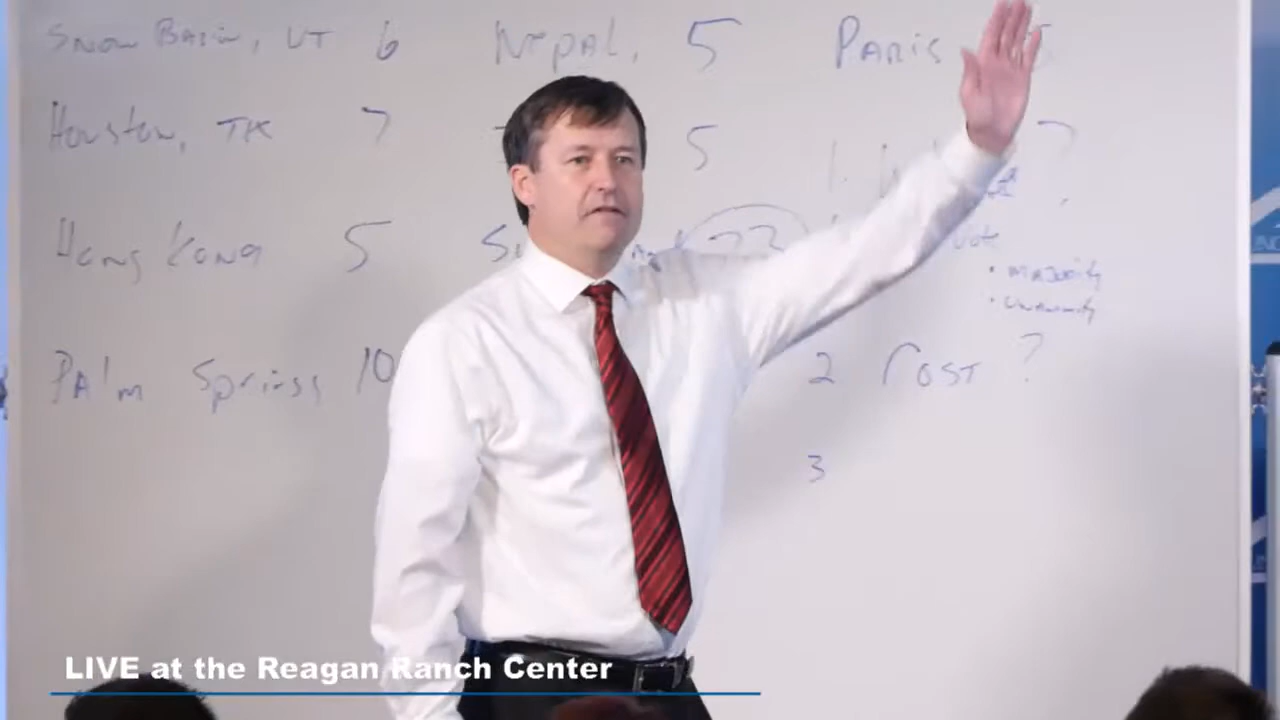 Snow Basin, UT 6 Nepal, 5 Paris
Houston, TX 7 5 ?
Hong Kong 5
• Majority
• Unanimity
Palm Springs 10 2 Cost ?
3
LIVE at the Reagan Ranch Center